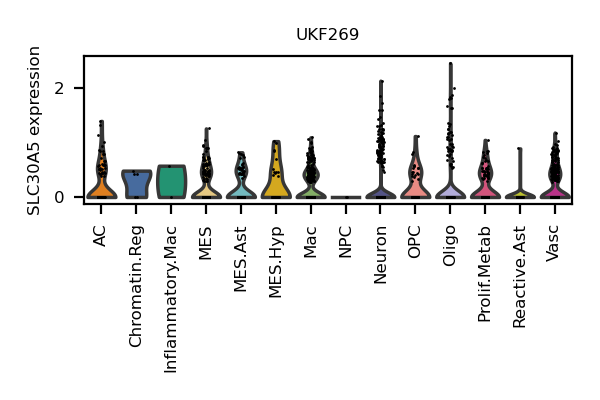 UKF269
SLC30A5 expression
2
0
AC
Chromatin.Reg
Inflammatory.Mac
MES
MES.Ast
MES.Hyp
Mac
NPC
Neuron
OPC
Oligo
Prolif.Metab
Reactive.Ast
Vasc